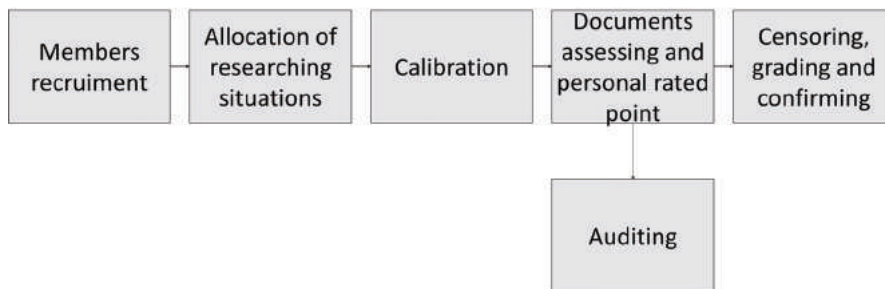 Members
recruiment
Allocation of
researching
situations
Calibration
Documents
assessing and
personal rated
point
Censoring,
grading and
confirming
Auditing